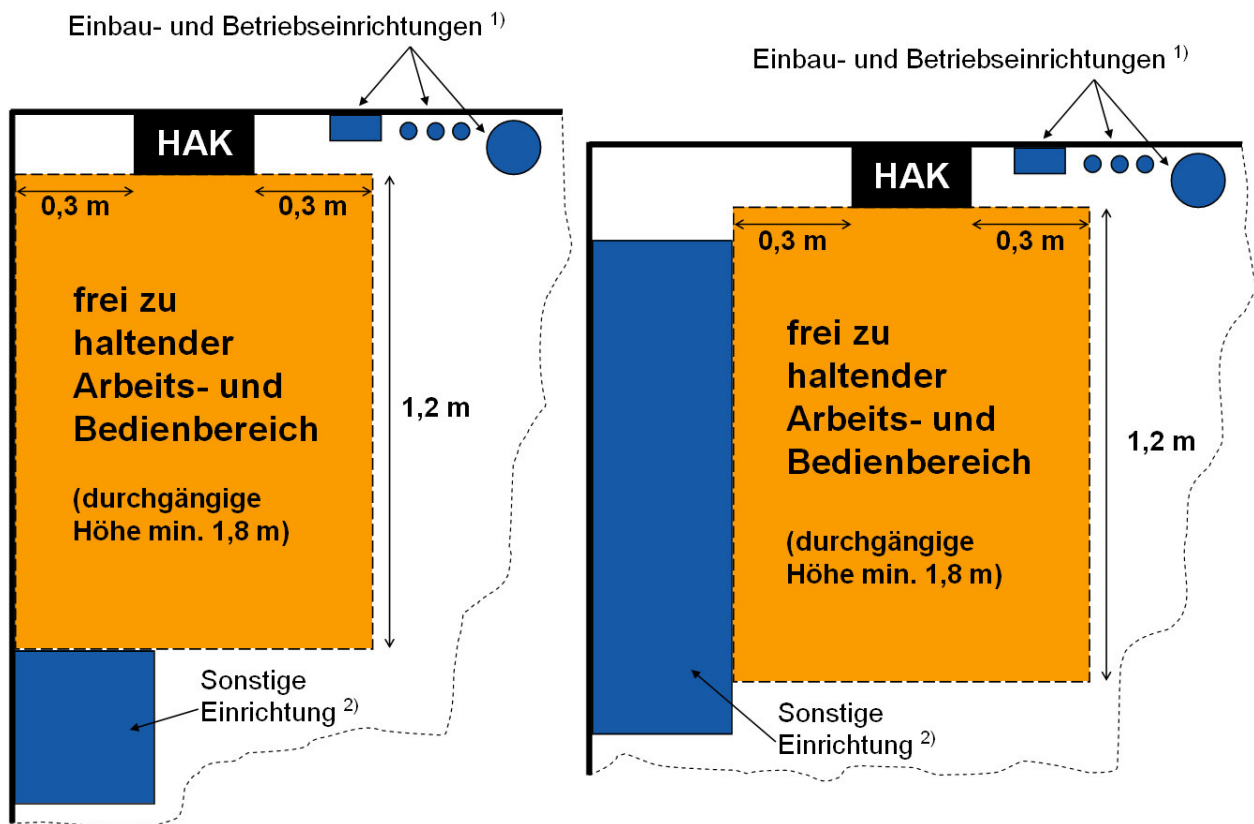 Einbau- und Betriebseinrichtungen ¹⁾
HAK
0,3 m
0,3 m
frei zu
haltender
Arbeits- und
Bedienbereich
(durchgängige
Höhe min. 1,8 m)
1,2 m
Sonstige
Einrichtung ²⁾
Einbau- und Betriebseinrichtungen ¹⁾
HAK
0,3 m
0,3 m
frei zu
haltender
Arbeits- und
Bedienbereich
(durchgängige
Höhe min. 1,8 m)
1,2 m
Sonstige
Einrichtung ²⁾